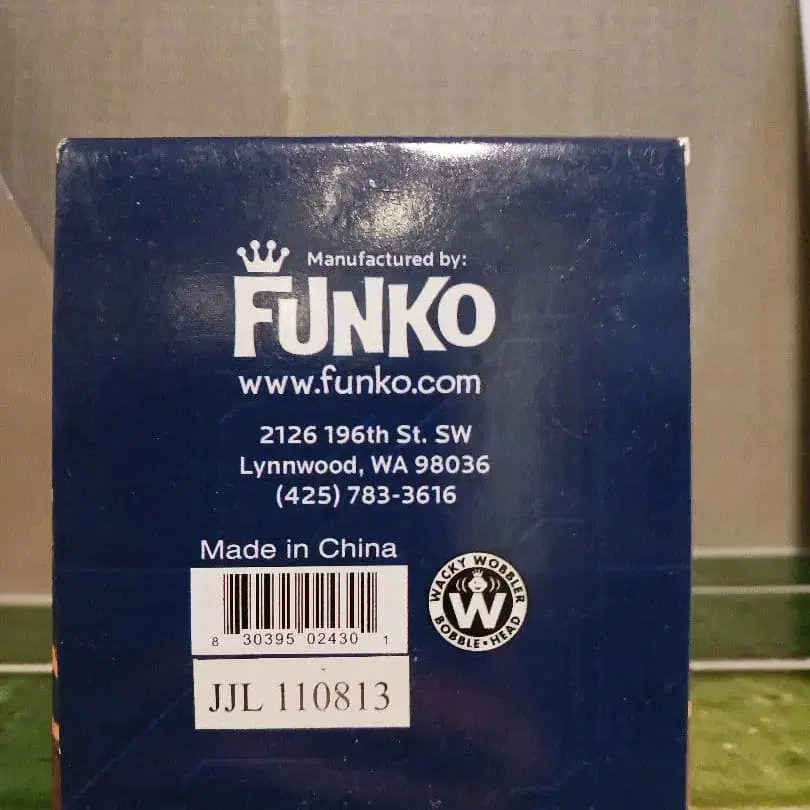 Manufactured by:
FUNKO
www.funko.com
2126 196th St. SW
Lynnwood, WA 98036
(425) 783-3616
Made in China
8 30395 02430 1
WACKY WOBBLER
W
BOBBLE•HEAD
JJL 110813